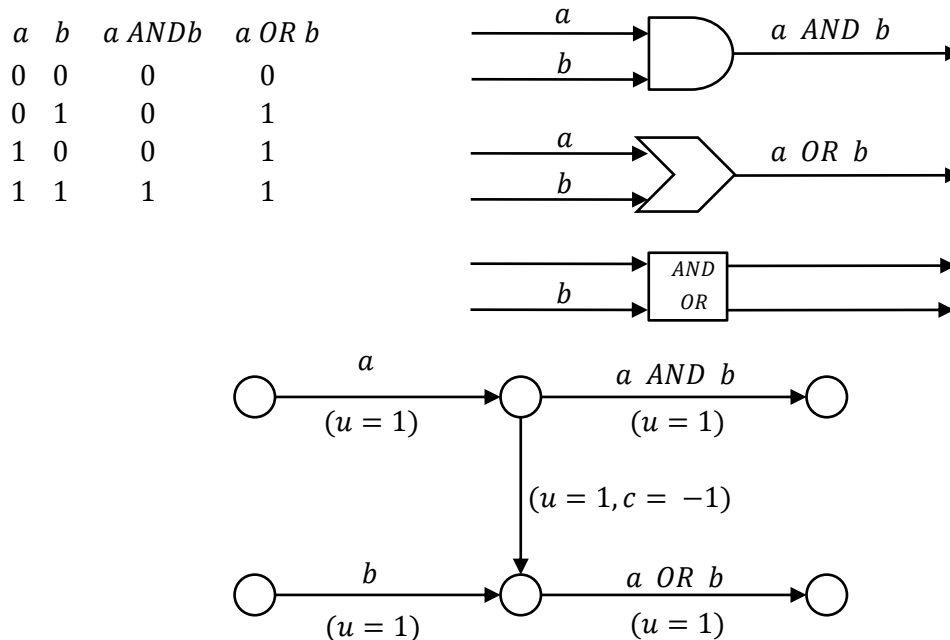 a b a ANDb a OR b
0 0 0 0
0 1 0 1
1 0 0 1
1 1 1 1
a
b
a AND b
a
b
a OR b
b
AND
OR
a
(u = 1)
a AND b
(u = 1)
(u = 1, c = −1)
b
(u = 1)
a OR b
(u = 1)